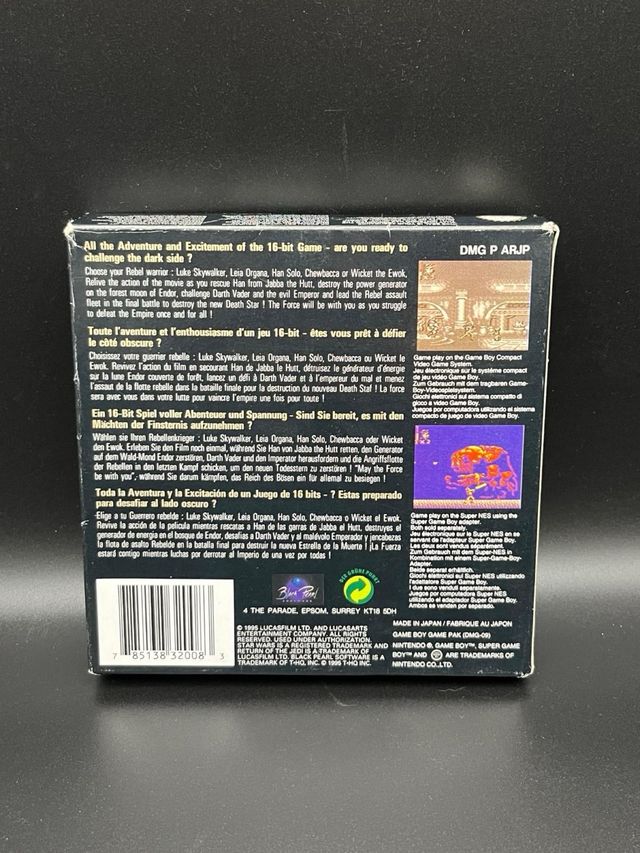 All the Adventure and Excitement of the 16-bit Game - are you ready to
challenge the dark side ?
Choose your Rebel warrior : Luke Skywalker, Leia Organa, Han Solo, Chewbacca or Wicket the Ewok.
Relive the action of the movie as you rescue Han from Jabba the Hutt, destroy the power generator
on the forest moon of Endor, challenge Darth Vader and the evil Emperor and lead the Rebel assault
fleet in the final battle to destroy the new Death Star ! The Force will be with you as you struggle
to defeat the Empire once and for all !
Toute l'aventure et l'enthousiasme d'un jeu 16-bit - êtes vous prêt à défier
le côté obscure ?
Choisissez votre guerrier rebelle : Luke Skywalker, Leia Organa, Han Solo, Chewbacca ou Wicket le
Ewok. Revivez l'action du film en secourant Han de Jabba le Hutt, détruisez le générateur d'énergie
sur la lune Endor couverte de forêt, lancez un défi à Darth Vader et à l'empereur du mal et menez
l'assaut de la flotte rebelle dans la bataille finale pour la destruction du nouveau Death Star ! La force
sera avec vous dans votre lutte pour vaincre l'empire une fois pour toute !
Ein 16-Bit Spiel voller Abenteuer und Spannung - Sind Sie bereit, es mit den
Mächten der Finsternis aufzunehmen ?
Wählen sie Ihren Rebellenkrieger : Luke Skywalker, Leia Organa, Han Solo, Chewbacca oder Wicket
den Ewok. Erleben Sie den Film noch einmal, während Sie Han von Jabba the Hutt retten, den Generator
auf dem Wald-Mond Endor zerstören, Darth Vader und den Imperator herausfordern und die Angriffsflotte
der Rebellen in den letzten Kampf schicken, um den neuen Todesstern zu zerstören ! "May the Force
be with you", während Sie darum kämpfen, das Reich des Bösen ein für allemal zu besiegen !
Toda la Aventura y la Excitación de un Juego de 16 bits - ? Estas preparado
para desafiar al lado oscuro ?
Elige a tu Guerrero rebelde : Luke Skywalker, Leia Organa, Han Solo, Chewbacca o Wicket el Ewok.
Revive la acción de la película mientras rescatas a Han de las garras de Jabba el Hutt, destruyes el
generador de energia en el bosque de Endor, desafias a Darth Vader y al malévolo Emperador y ¡encabezas
la flota de asalto Rebelde en la batalla final para destruir la nueva Estrella de la Muerte ! ¡La Fuerza
estará contigo mientras luchas por derrotar al Imperio de una vez por todas !
DMG P ARJP
Game play on the Game Boy Compact
Video Game System.
Jeu électronique sur le système compact
de jeu vidéo Game Boy.
Zum Gebrauch mit dem tragbaren Game-
Boy-Videospielsystem.
Giochi elettronici sul sistema compatto di
gioco a video Game Boy.
Juegos por computadora utilizando el sistema
compacto de juego de video Game Boy.
Game play on the Super NES using the
Super Game Boy adapter.
Both sold separately.
Jeu électronique sur le Super NES en se
servant de l'adapteur Super Game Boy.
Les deux sont vendus séparément.
Zum Gebrauch mit dem Super-NES in
Kombination mit einem Super-Game-Boy-
Adapter.
Beide separat erhältlich.
Giochi elettronici sul Super NES utilizzando
l'adattatore Super Game Boy.
I due sono venduti separatamente.
Juegos por computadora Super NES
utilizando el adaptador Super Game Boy.
Ambos se venden por separado.
7 85138 32008 3
Black Pearl
SOFTWARE
DER GRÜNE PUNKT
4 THE PARADE, EPSOM, SURREY KT18 5DH
© 1995 LUCASFILM LTD. AND LUCASARTS
ENTERTAINMENT COMPANY. ALL RIGHTS
RESERVED. USED UNDER AUTHORIZATION.
STAR WARS IS A REGISTERED TRADEMARK AND
RETURN OF THE JEDI IS A TRADEMARK OF
LUCASFILM LTD. BLACK PEARL SOFTWARE IS A
TRADEMARK OF T•HQ, INC. © 1995 T•HQ INC.
MADE IN JAPAN / FABRIQUE AU JAPON
GAME BOY GAME PAK (DMG-09)
NINTENDO ®, GAME BOY™, SUPER GAME
BOY™ AND ARE TRADEMARKS OF
NINTENDO CO., LTD.